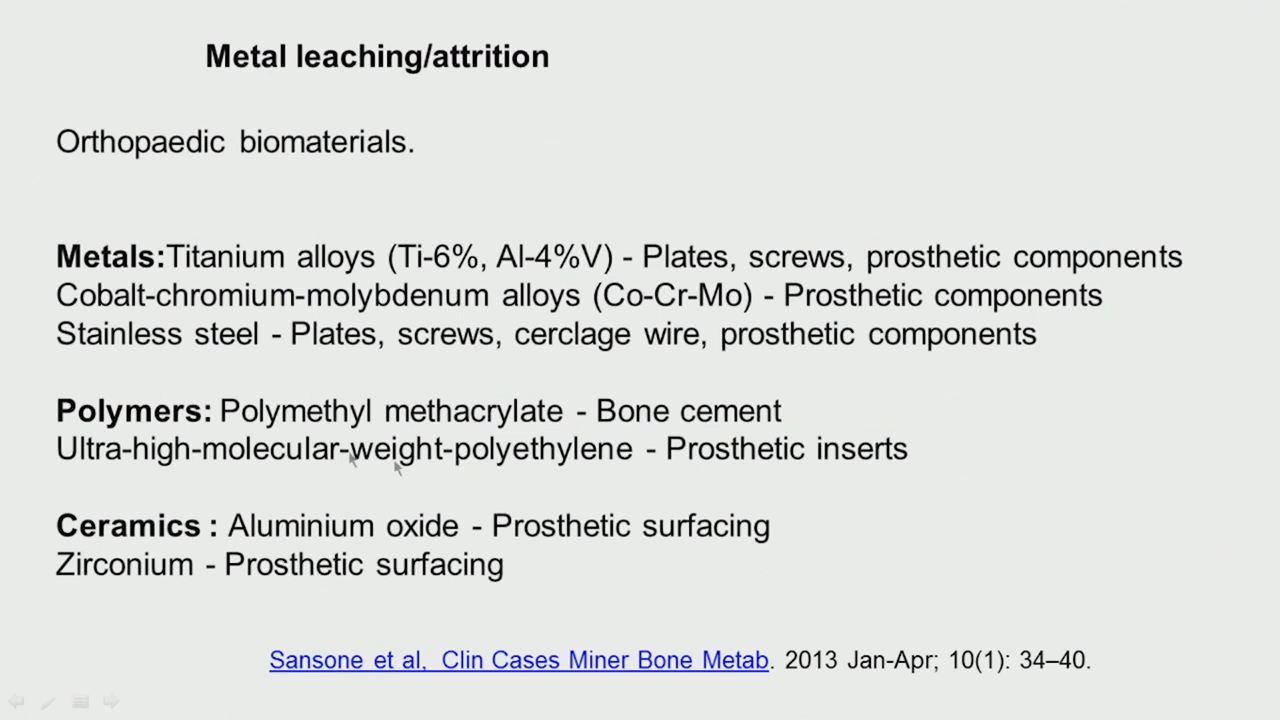 Metal leaching/attrition
Orthopaedic biomaterials.
Metals:Titanium alloys (Ti-6%, Al-4%V) - Plates, screws, prosthetic components
Cobalt-chromium-molybdenum alloys (Co-Cr-Mo) - Prosthetic components
Stainless steel - Plates, screws, cerclage wire, prosthetic components
Polymers: Polymethyl methacrylate - Bone cement
Ultra-high-molecular-weight-polyethylene - Prosthetic inserts
Ceramics : Aluminium oxide - Prosthetic surfacing
Zirconium - Prosthetic surfacing
Sansone et al, Clin Cases Miner Bone Metab. 2013 Jan-Apr; 10(1): 34–40.